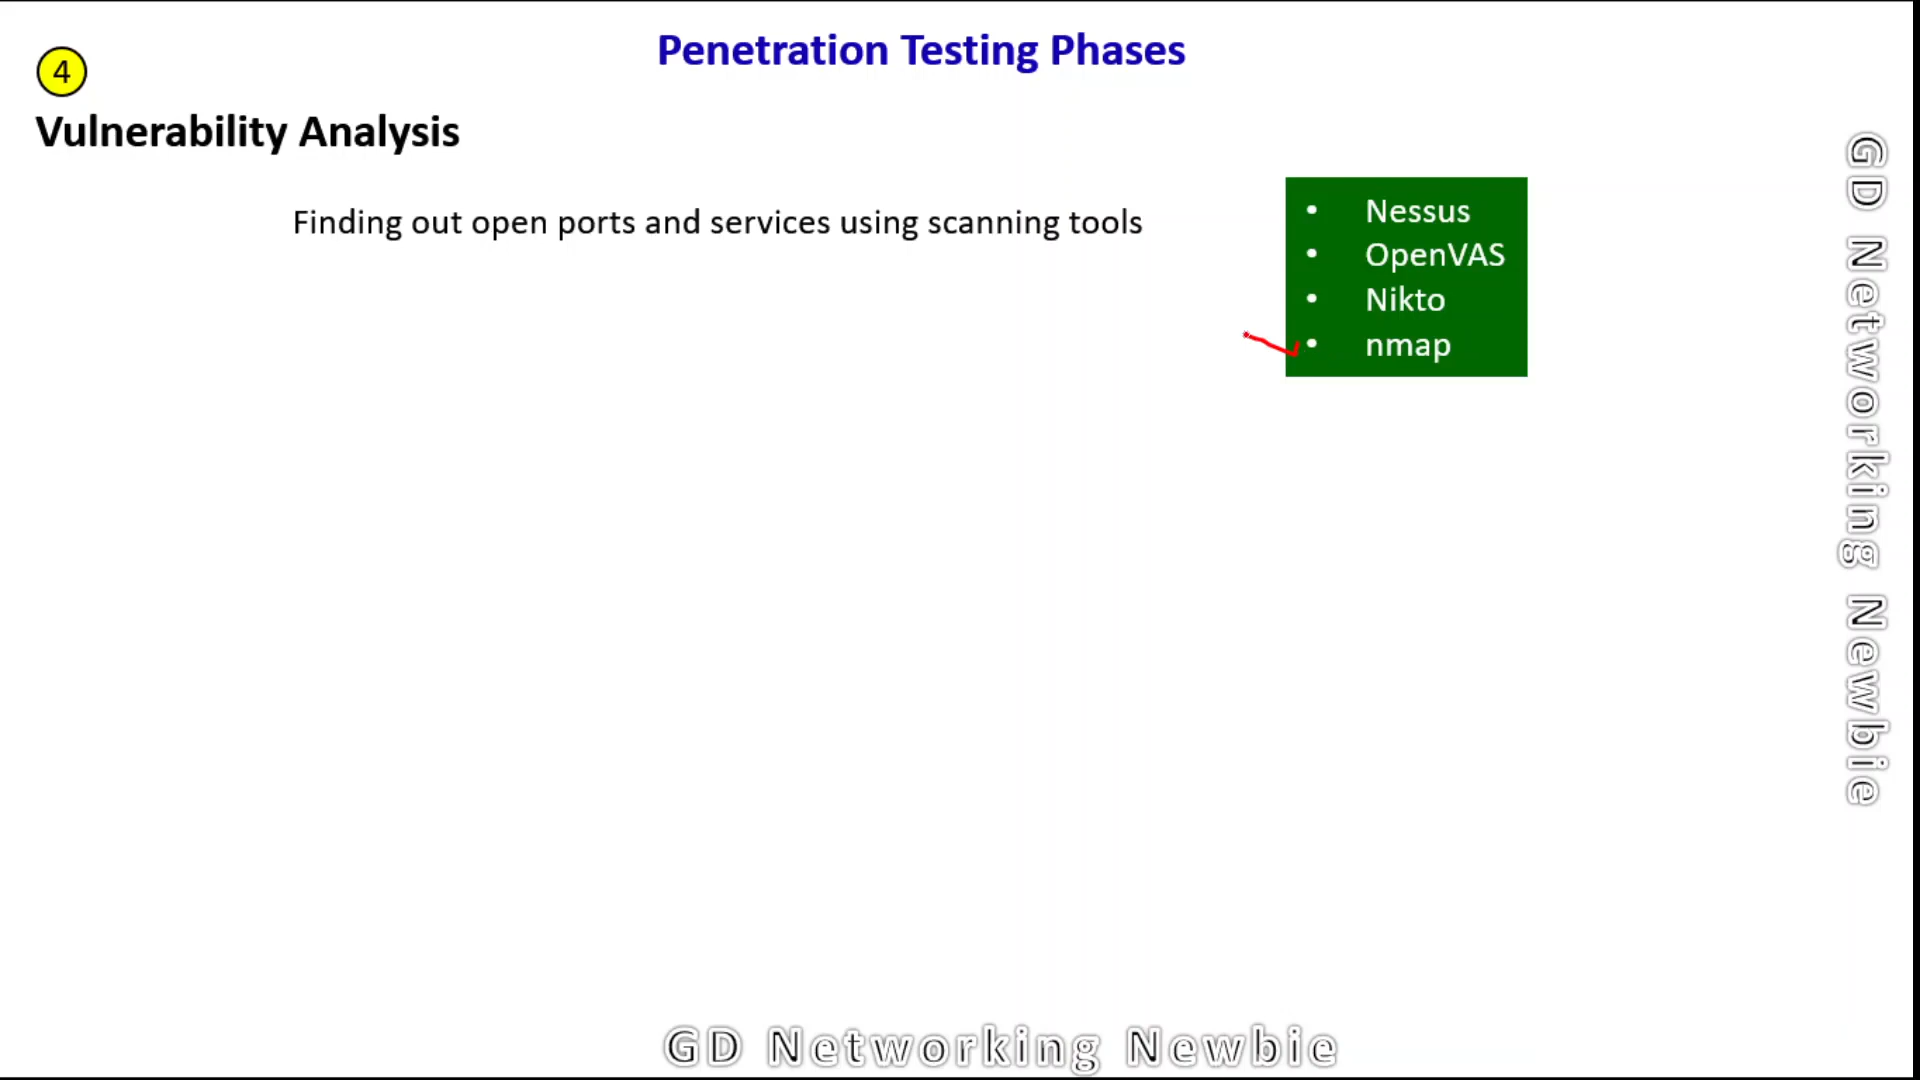 Penetration Testing Phases
4
Vulnerability Analysis
Finding out open ports and services using scanning tools
• Nessus
• OpenVAS
• Nikto
• nmap
GD Networking Newbie
GD Networking Newbie